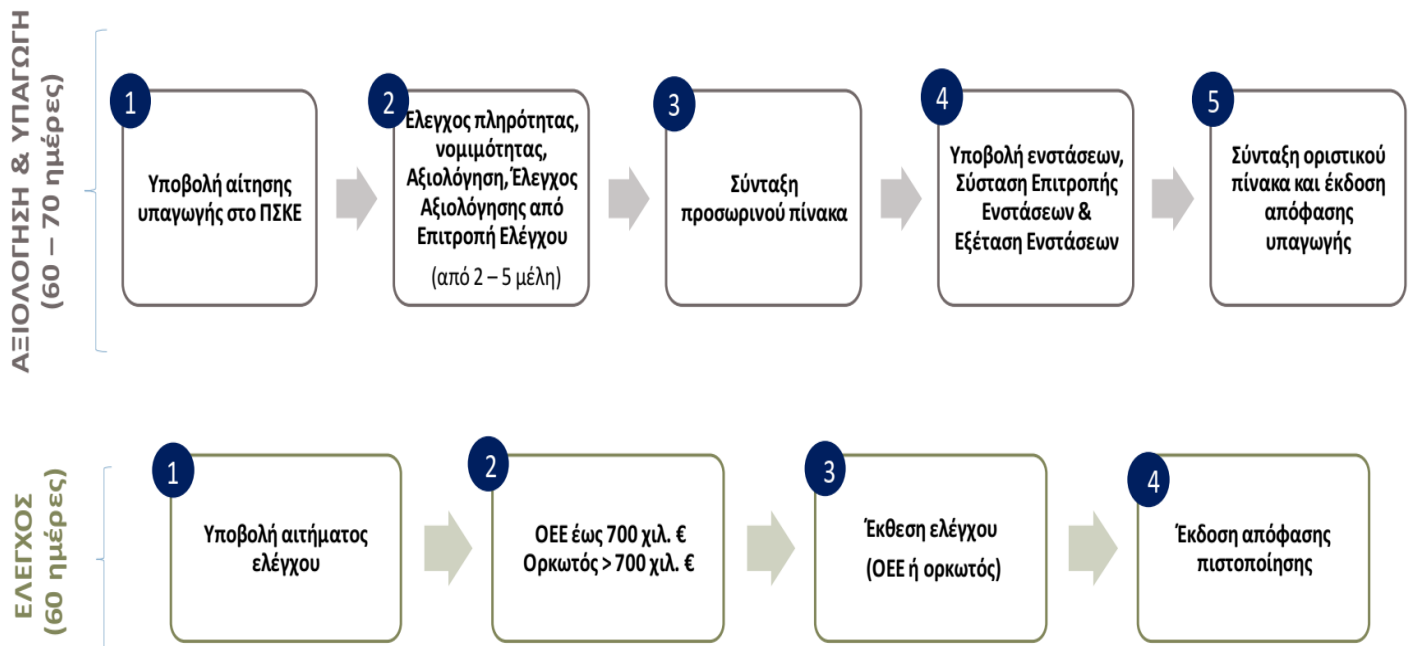 ΑΞΙΟΛΟΓΗΣΗ & ΥΠΑΓΩΓΗ
(60 – 70 ημέρες)
1
Υποβολή αίτησης
υπαγωγής στο ΠΣΚΕ
2
Έλεγχος πληρότητας,
νομιμότητας,
Αξιολόγηση, Έλεγχος
Αξιολόγησης από
Επιτροπή Ελέγχου
(από 2 – 5 μέλη)
3
Σύνταξη
προσωρινού πίνακα
4
Υποβολή ενστάσεων,
Σύσταση Επιτροπής
Ενστάσεων &
Εξέταση Ενστάσεων
5
Σύνταξη οριστικού
πίνακα και έκδοση
απόφασης
υπαγωγής
ΕΛΕΓΧΟΣ
(60 ημέρες)
1
Υποβολή αιτήματος
ελέγχου
2
ΟΕΕ έως 700 χιλ. €
Ορκωτός > 700 χιλ. €
3
Έκθεση ελέγχου
(ΟΕΕ ή ορκωτός)
4
Έκδοση απόφασης
πιστοποίησης